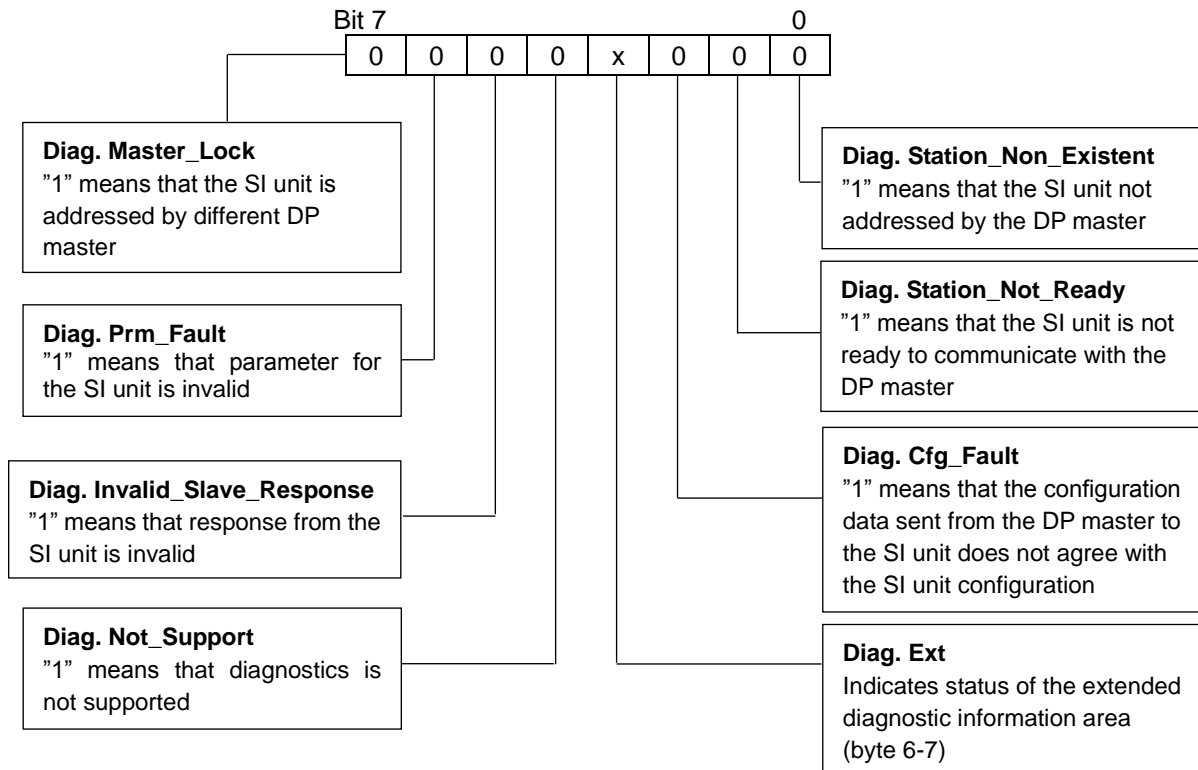 Bit 7 0
0 0 0 0 x 0 0 0
Diag. Master_Lock
”1” means that the SI unit is
addressed by different DP
master
Diag. Prm_Fault
”1” means that parameter for
the SI unit is invalid
Diag. Invalid_Slave_Response
”1” means that response from the
SI unit is invalid
Diag. Not_Support
”1” means that diagnostics is
not supported
Diag. Station_Non_Existent
”1” means that the SI unit not
addressed by the DP master
Diag. Station_Not_Ready
”1” means that the SI unit is not
ready to communicate with the
DP master
Diag. Cfg_Fault
”1” means that the configuration
data sent from the DP master to
the SI unit does not agree with
the SI unit configuration
Diag. Ext
Indicates status of the extended
diagnostic information area
(byte 6-7)